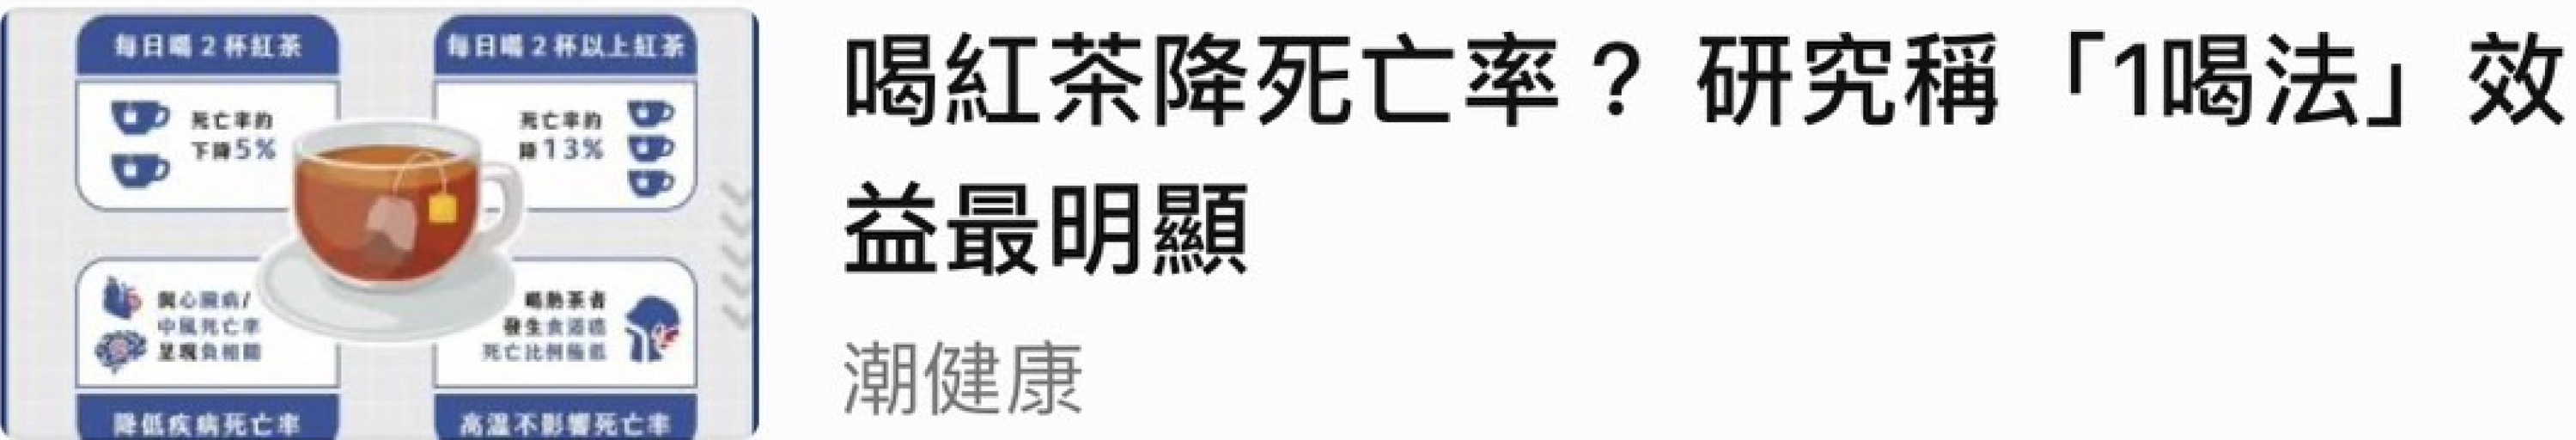 每日喝2杯紅茶
死亡率約
下降5%
每日喝2杯以上紅茶
死亡率約
降13%
與心臟病/
中風死亡率
呈現負相關
喝熱茶者
發生食道癌
死亡比例極低
降低疾病死亡率
高溫不影響死亡率
喝紅茶降死亡率？ 研究稱「1喝法」效
益最明顯
潮健康